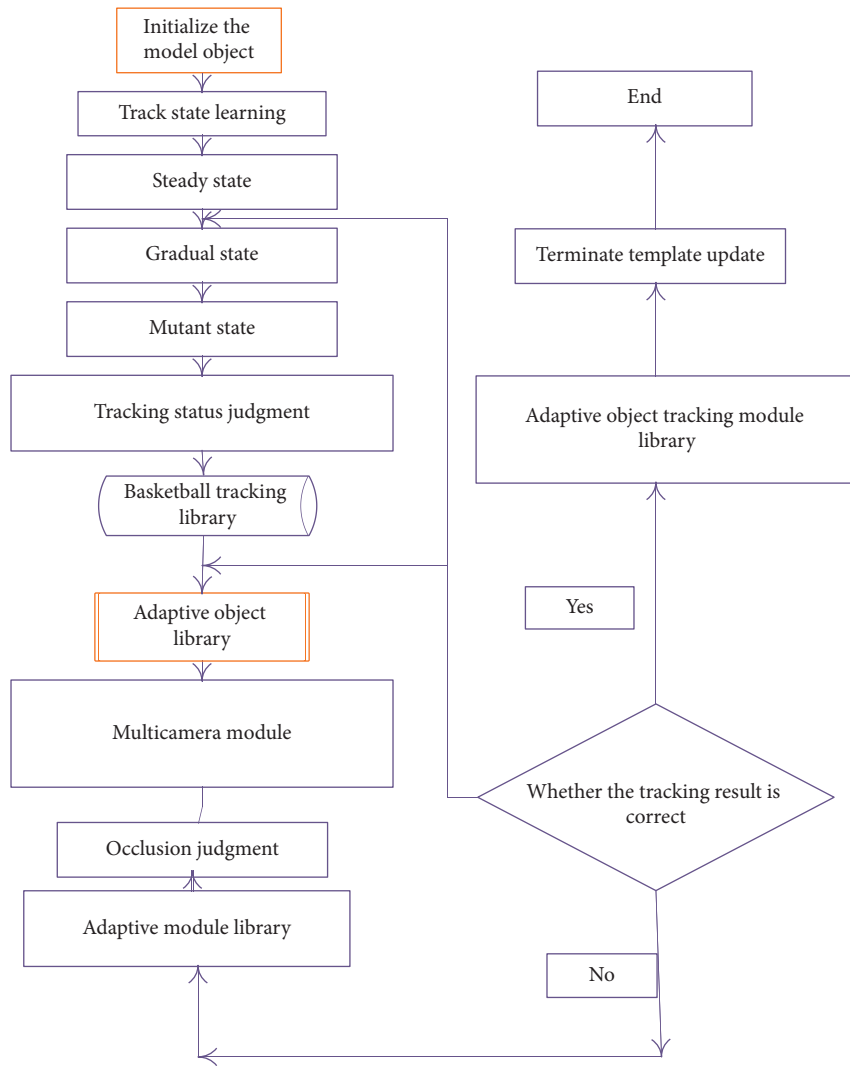 Initialize the
model object
Track state learning
Steady state
Gradual state
Mutant state
Tracking status judgment
Basketball tracking
library
Adaptive object
library
Multicamera module
Occlusion judgment
Adaptive module library
End
Terminate template update
Adaptive object tracking module
library
Yes
Whether the tracking result is
correct
No